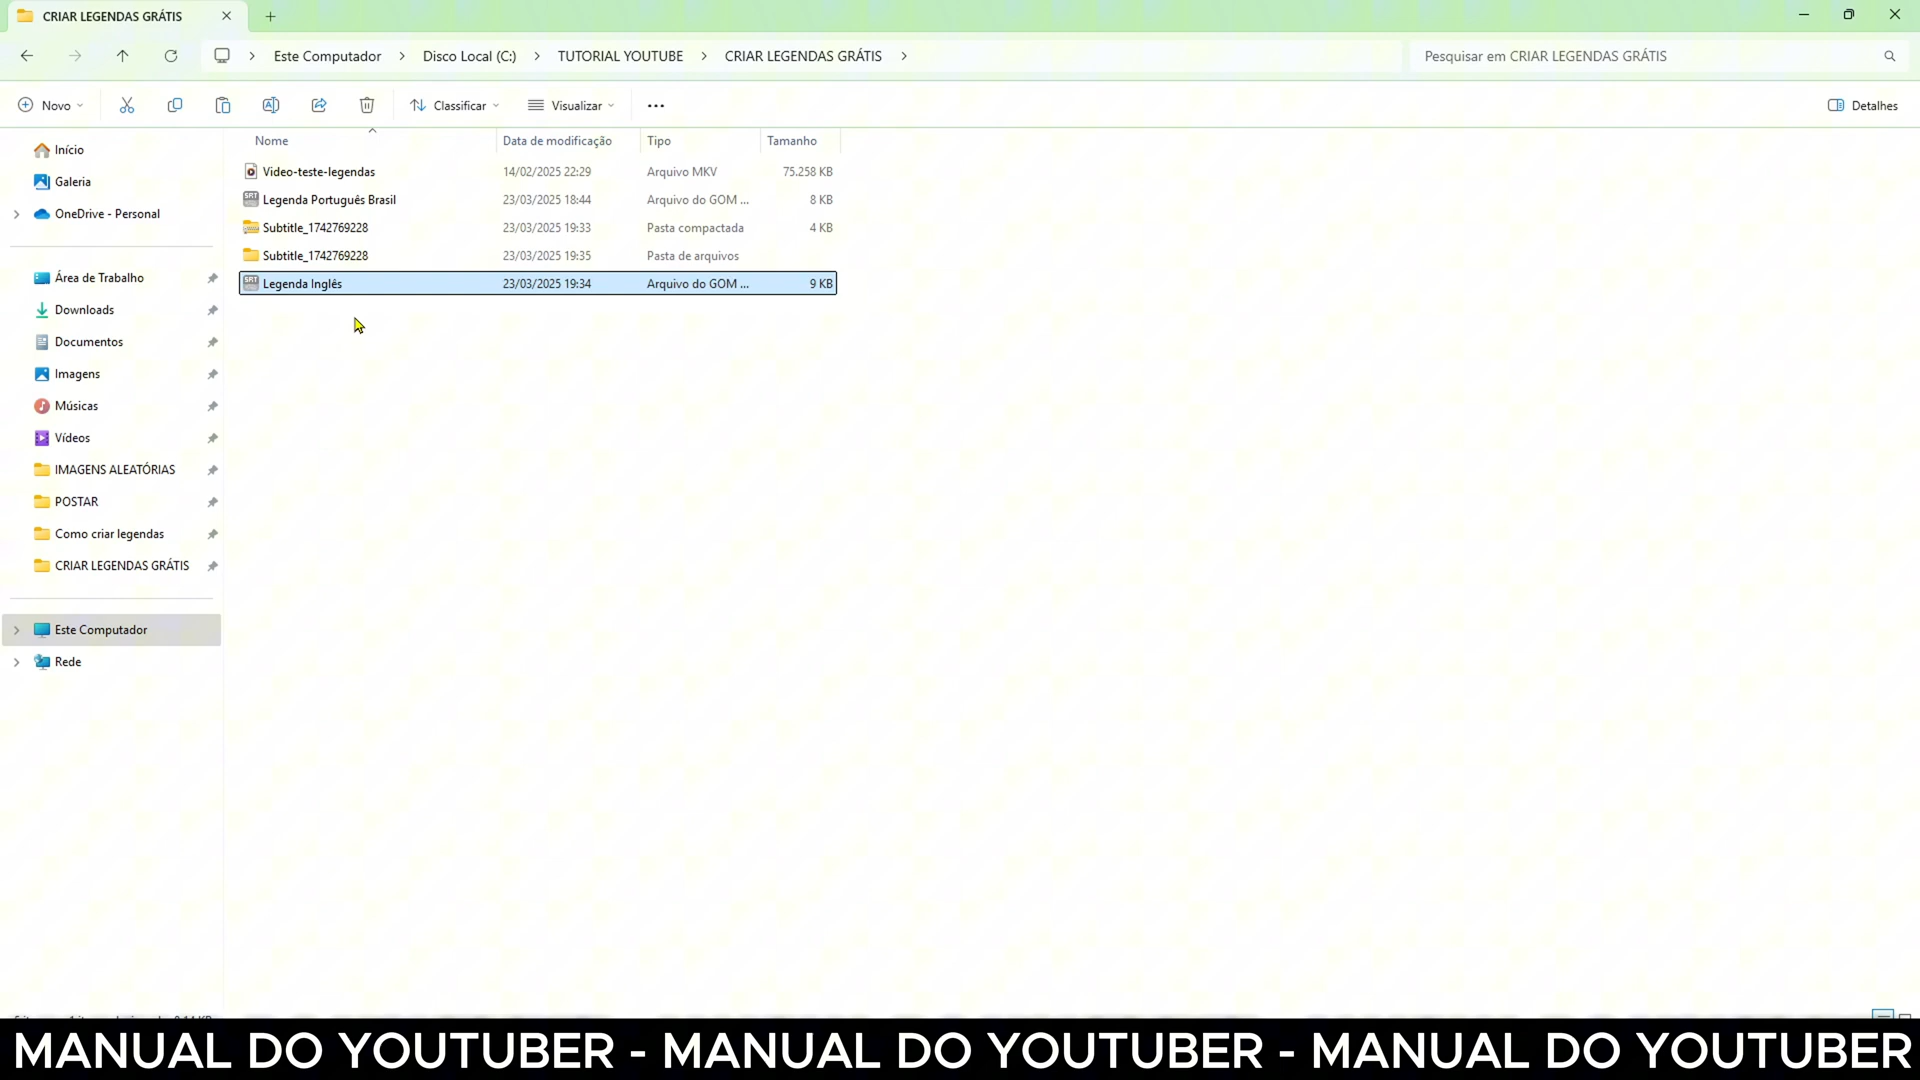 CRIAR LEGENDAS GRÁTIS
Este Computador
Disco Local (C:)
TUTORIAL YOUTUBE
CRIAR LEGENDAS GRÁTIS
Pesquisar em CRIAR LEGENDAS GRÁTIS
Novo
Classificar
Visualizar
Detalhes
Início
Galeria
OneDrive - Personal
Área de Trabalho
Downloads
Documentos
Imagens
Músicas
Vídeos
IMAGENS ALEATÓRIAS
POSTAR
Como criar legendas
CRIAR LEGENDAS GRÁTIS
Este Computador
Rede
Nome Data de modificação Tipo Tamanho
Video-teste-legendas 14/02/2025 22:29 Arquivo MKV 75.258 KB
Legenda Português Brasil 23/03/2025 18:44 Arquivo do GOM ... 8 KB
Subtitle_1742769228 23/03/2025 19:33 Pasta compactada 4 KB
Subtitle_1742769228 23/03/2025 19:35 Pasta de arquivos
Legenda Inglês 23/03/2025 19:34 Arquivo do GOM ... 9 KB
MANUAL DO YOUTUBER - MANUAL DO YOUTUBER - MANUAL DO YOUTUBER